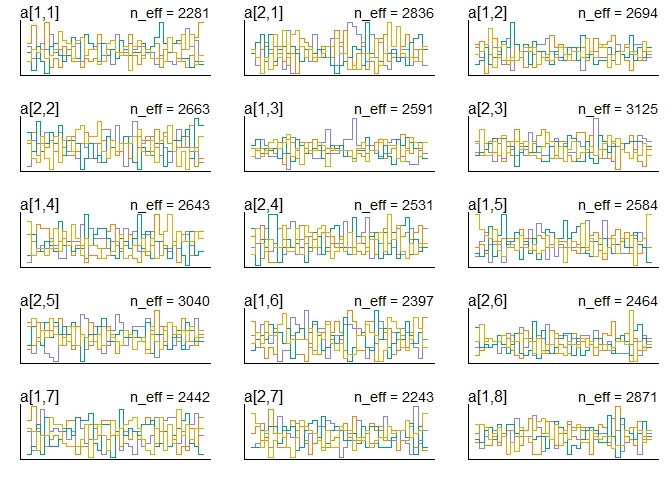 a[1,1] n_eff = 2281 a[2,1] n_eff = 2836 a[1,2] n_eff = 2694
a[2,2] n_eff = 2663 a[1,3] n_eff = 2591 a[2,3] n_eff = 3125
a[1,4] n_eff = 2643 a[2,4] n_eff = 2531 a[1,5] n_eff = 2584
a[2,5] n_eff = 3040 a[1,6] n_eff = 2397 a[2,6] n_eff = 2464
a[1,7] n_eff = 2442 a[2,7] n_eff = 2243 a[1,8] n_eff = 2871